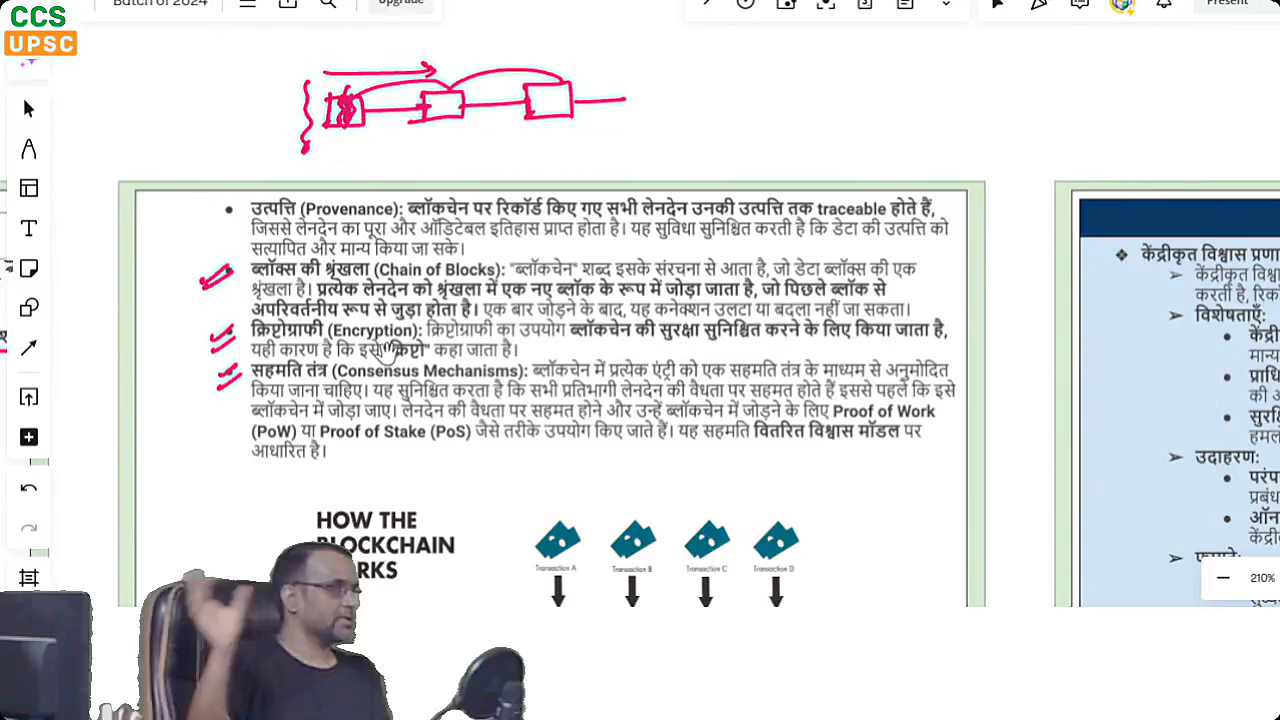 CCS
UPSC
Batch of 2024
Upgrade
Present
उत्पत्ति (Provenance): ब्लॉकचेन पर रिकॉर्ड किए गए सभी लेनदेन उनकी उत्पत्ति तक traceable होते हैं,
जिससे लेनदेन का पूरा और ऑडिटेबल इतिहास प्राप्त होता है। यह सुविधा सुनिश्चित करती है कि डेटा की उत्पत्ति को
सत्यापित और मान्य किया जा सके।
ब्लॉक्स की श्रृंखला (Chain of Blocks): "ब्लॉकचेन" शब्द इसके संरचना से आता है, जो डेटा ब्लॉक्स की एक
श्रृंखला है। प्रत्येक लेनदेन को श्रृंखला में एक नए ब्लॉक के रूप में जोड़ा जाता है, जो पिछले ब्लॉक से
अपरिवर्तनीय रूप से जुड़ा होता है। एक बार जोड़ने के बाद, यह कनेक्शन उलटा या बदला नहीं जा सकता।
क्रिप्टोग्राफी (Encryption): क्रिप्टोग्राफी का उपयोग ब्लॉकचेन की सुरक्षा सुनिश्चित करने के लिए किया जाता है,
यही कारण है कि इसे "क्रिप्टो" कहा जाता है।
सहमति तंत्र (Consensus Mechanisms): ब्लॉकचेन में प्रत्येक एंट्री को एक सहमति तंत्र के माध्यम से अनुमोदित
किया जाना चाहिए। यह सुनिश्चित करता है कि सभी प्रतिभागी लेनदेन की वैधता पर सहमत होते हैं इससे पहले कि इसे
ब्लॉकचेन में जोड़ा जाए। लेनदेन की वैधता पर सहमत होने और उन्हें ब्लॉकचेन में जोड़ने के लिए Proof of Work
(PoW) या Proof of Stake (PoS) जैसे तरीके उपयोग किए जाते हैं। यह सहमति वितरित विश्वास मॉडल पर
आधारित है।
HOW THE
BLOCKCHAIN
Transaction A Transaction B Transaction C Transaction D
केंद्रीकृत विश्वास
केंद्रीकृत
करती है,
विशेषताएँ:
मान्य
की
उदाहरण:
210%